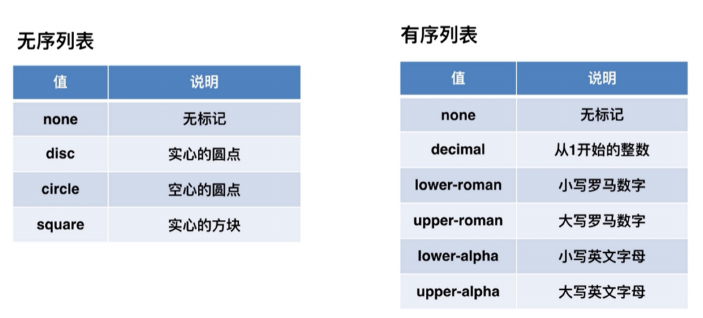 无序列表
值 说明
none 无标记
disc 实心的圆点
circle 空心的圆点
square 实心的方块
有序列表
值 说明
none 无标记
decimal 从1开始的整数
lower-roman 小写罗马数字
upper-roman 大写罗马数字
lower-alpha 小写英文字母
upper-alpha 大写英文字母